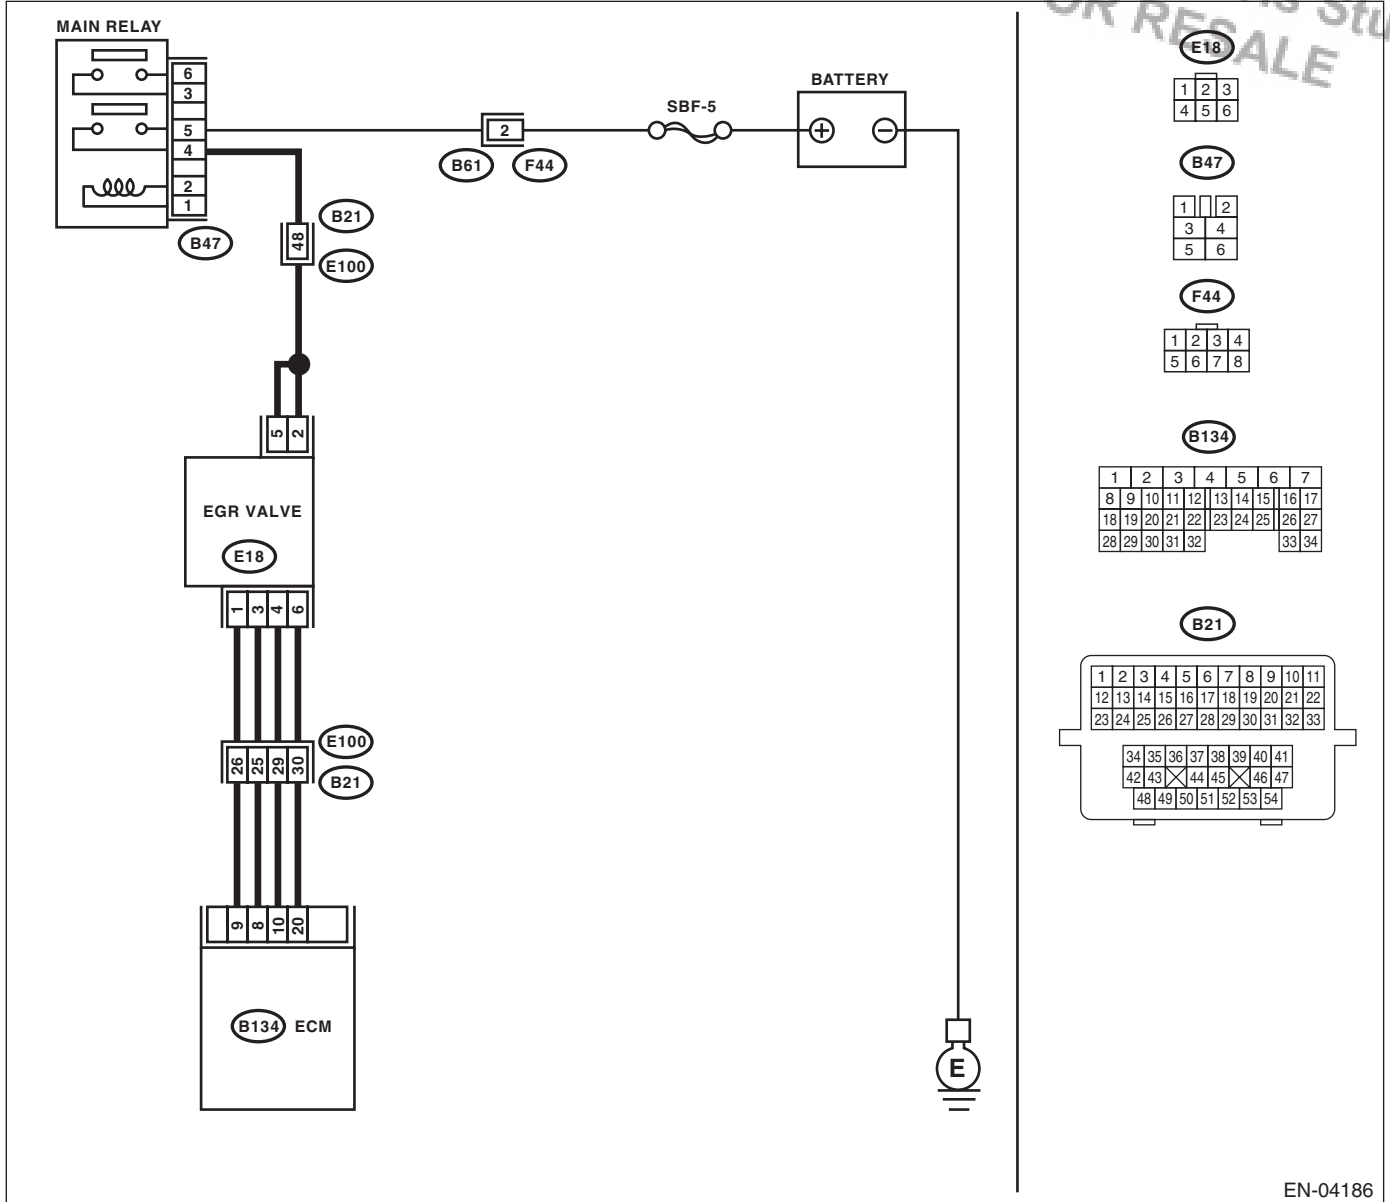 MAIN RELAY
6
3
5
4
2
1
B47
2
B61
F44
SBF-5
BATTERY
+
−
48
B21
E100
5
2
EGR VALVE
E18
1
3
4
6
E100
26
25
29
30
B21
9
8
10
20
B134
ECM
E
OR RESALE
E18
1 2 3
4 5 6
B47
1 2
3 4
5 6
F44
1 2 3 4
5 6 7 8
B134
1 2 3 4 5 6 7
8 9 10 11 12 13 14 15 16 17
18 19 20 21 22 23 24 25 26 27
28 29 30 31 32 33 34
B21
1 2 3 4 5 6 7 8 9 10 11
12 13 14 15 16 17 18 19 20 21 22
23 24 25 26 27 28 29 30 31 32 33
34 35 36 37 38 39 40 41
42 43 44 45 46 47
48 49 50 51 52 53 54
EN-04186